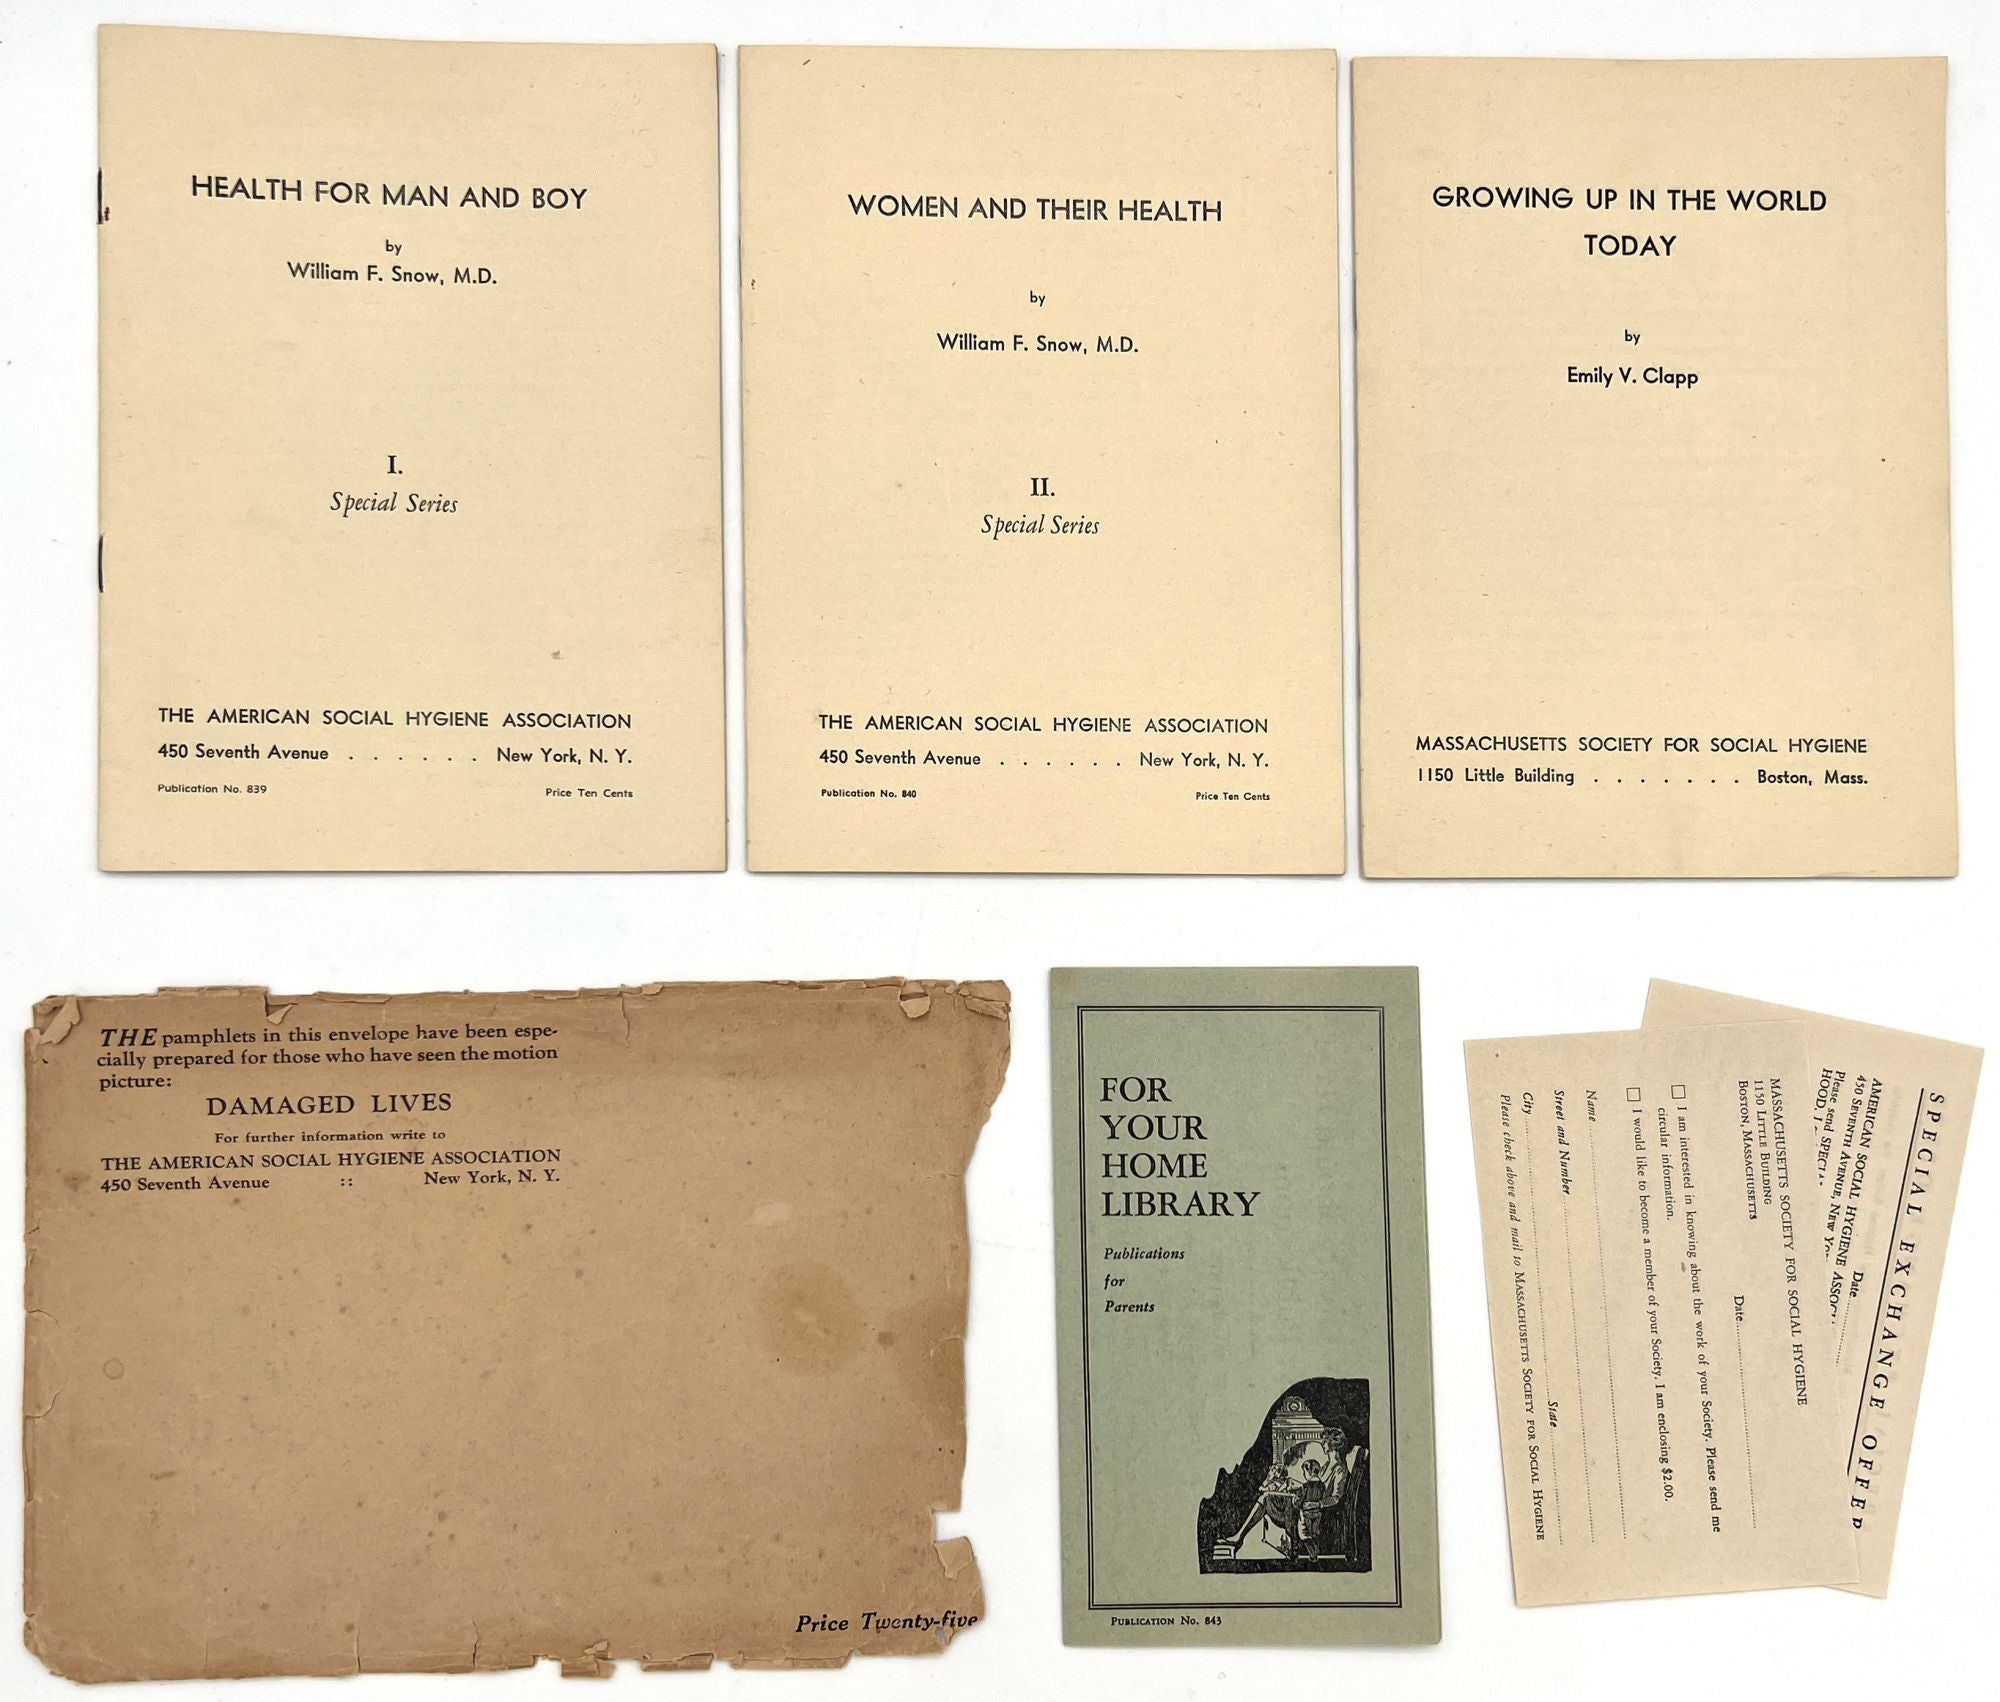 HEALTH FOR MAN AND BOY
by
William F. Snow, M.D.
I.
Special Series
THE AMERICAN SOCIAL HYGIENE ASSOCIATION
450 Seventh Avenue . . . . . . New York, N. Y.
Publication No. 839 Price Ten Cents
WOMEN AND THEIR HEALTH
by
William F. Snow, M.D.
II.
Special Series
THE AMERICAN SOCIAL HYGIENE ASSOCIATION
450 Seventh Avenue . . . . . . New York, N. Y.
Publication No. 840 Price Ten Cents
GROWING UP IN THE WORLD
TODAY
by
Emily V. Clapp
MASSACHUSETTS SOCIETY FOR SOCIAL HYGIENE
1150 Little Building . . . . . . . Boston, Mass.
THE pamphlets in this envelope have been espe-
cially prepared for those who have seen the motion
picture:
DAMAGED LIVES
For further information write to
THE AMERICAN SOCIAL HYGIENE ASSOCIATION
450 Seventh Avenue :: New York, N. Y.
Price Twenty-five
FOR
YOUR
HOME
LIBRARY
Publications
for
Parents
PUBLICATION No. 843
SPECIAL EXCHANGE OFFER
Date
AMERICAN SOCIAL HYGIENE
450 SEVENTH AVENUE, NEW
Please send
HOOD,
MASSACHUSETTS SOCIETY FOR SOCIAL HYGIENE
1150 LITTLE BUILDING
BOSTON, MASSACHUSETTS
Date
☐ I am interested in knowing about the work of your Society. Please send me
circular information.
☐ I would like to become a member of your Society. I am enclosing $2.00.
Name
Street and Number
City State
Please check above and mail to MASSACHUSETTS SOCIETY FOR SOCIAL HYGIENE